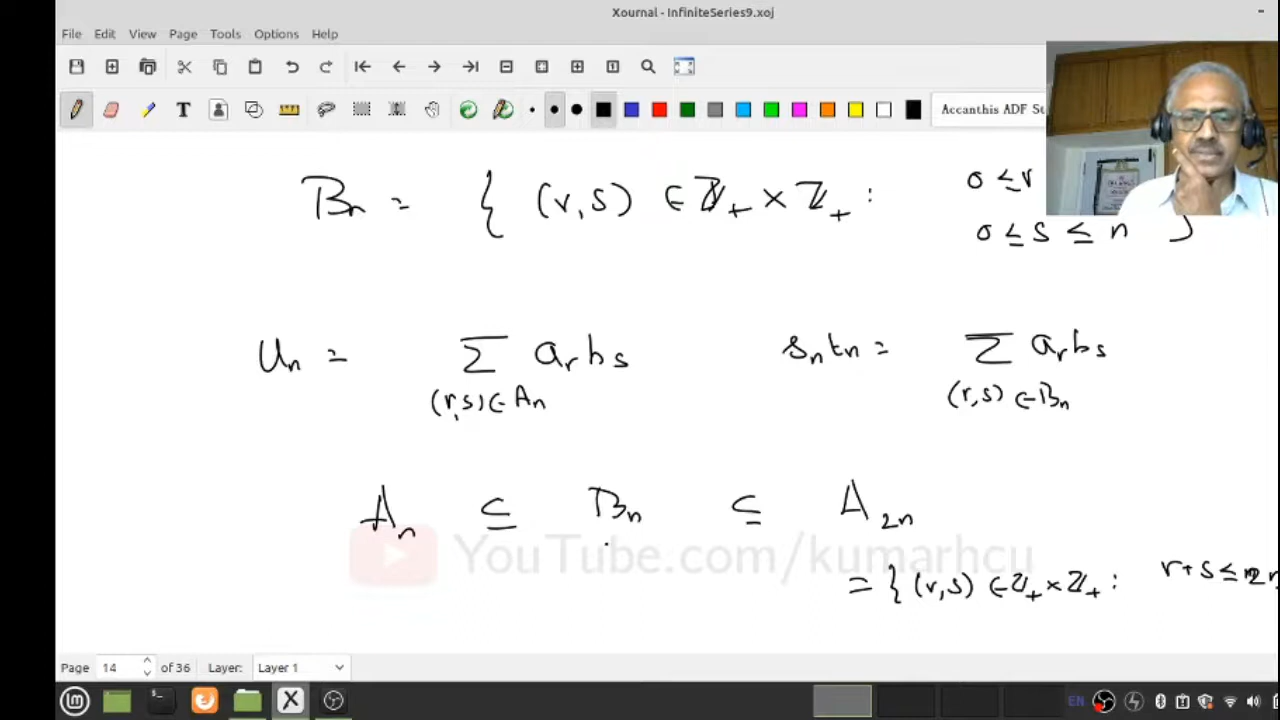 Xournal - InfiniteSeries9.xoj
File Edit View Page Tools Options Help
Accanthis ADF St
Bₙ = { (r,s) ∈ ℤ₊ × ℤ₊ : 0 ≤ r
0 ≤ s ≤ n }
Uₙ = Σ aᵣ bₛ sₙ tₙ = Σ aᵣ bₛ
(r,s) ∈ Aₙ (r,s) ∈ Bₙ
Aₙ ⊆ Bₙ ⊆ A₂ₙ
YouTube.com/kumarhcu
= { (r,s) ∈ ℤ₊ × ℤ₊ : r+s ≤ 2n
Page 14 of 36 Layer: Layer 1
EN